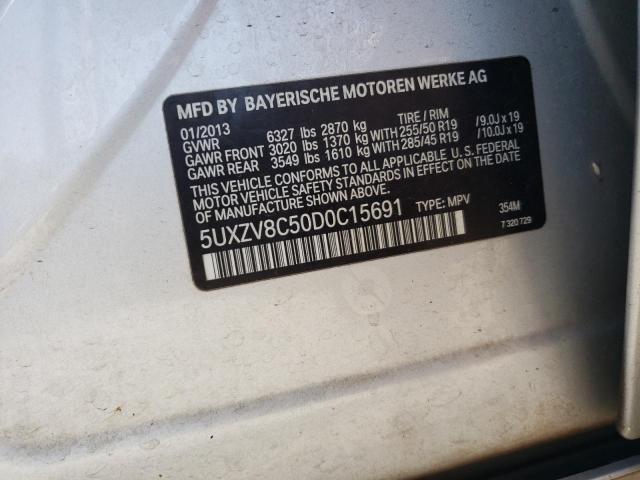 MFD BY BAYERISCHE MOTOREN WERKE AG
01/2013 TIRE / RIM
GVWR 6327 lbs 2870 kg
GAWR FRONT 3020 lbs 1370 kg WITH 255/50 R19 /9.0J x 19
GAWR REAR 3549 lbs 1610 kg WITH 285/45 R19 /10.0J x 19
THIS VEHICLE CONFORMS TO ALL APPLICABLE U.S. FEDERAL
MOTOR VEHICLE SAFETY STANDARDS IN EFFECT ON THE DATE
OF MANUFACTURE SHOWN ABOVE.
5UXZV8C50D0C15691 TYPE: MPV 354M
7 320 729